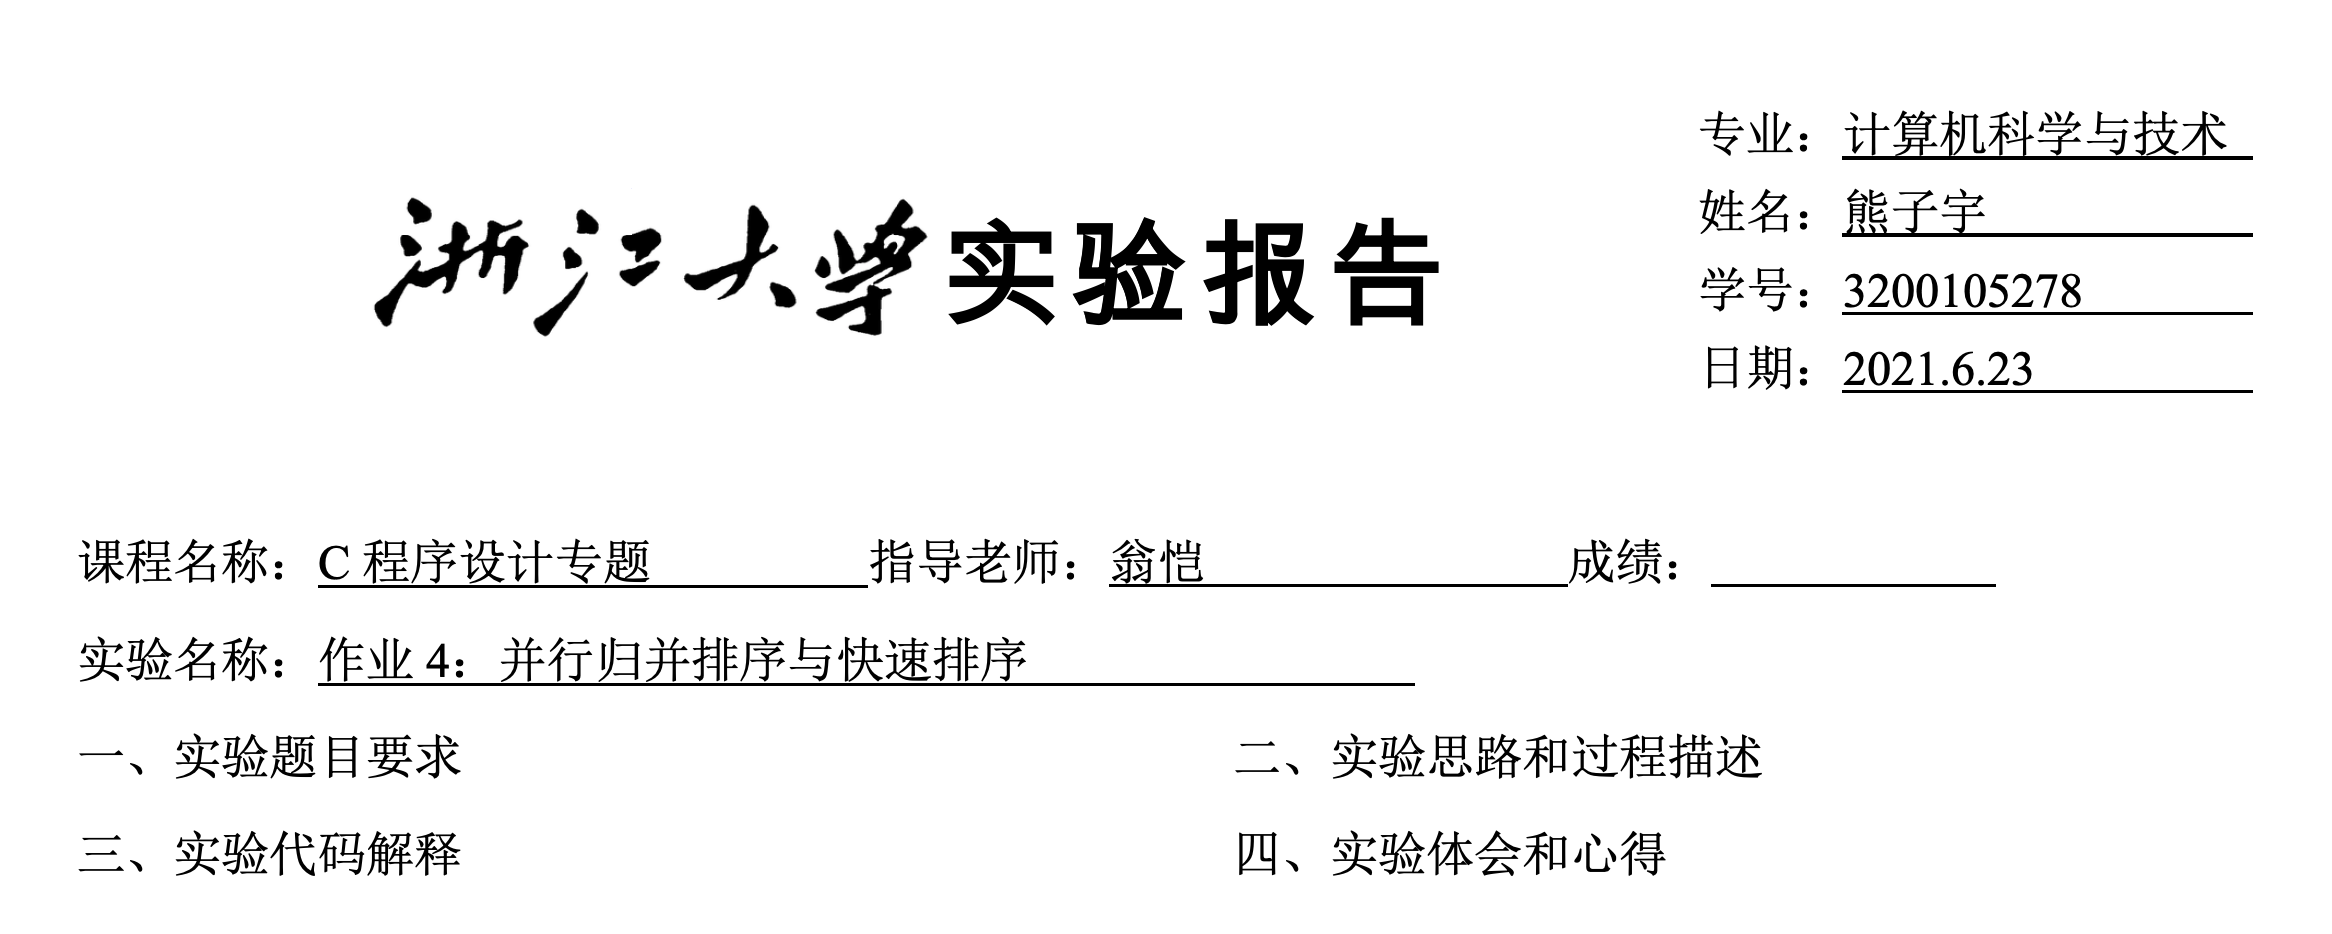 专业：计算机科学与技术
姓名：熊子宇
浙江大学实验报告
学号：3200105278
日期：2021.6.23
课程名称：C 程序设计专题 指导老师：翁恺 成绩：
实验名称：作业 4：并行归并排序与快速排序
一、实验题目要求 二、实验思路和过程描述
三、实验代码解释 四、实验体会和心得